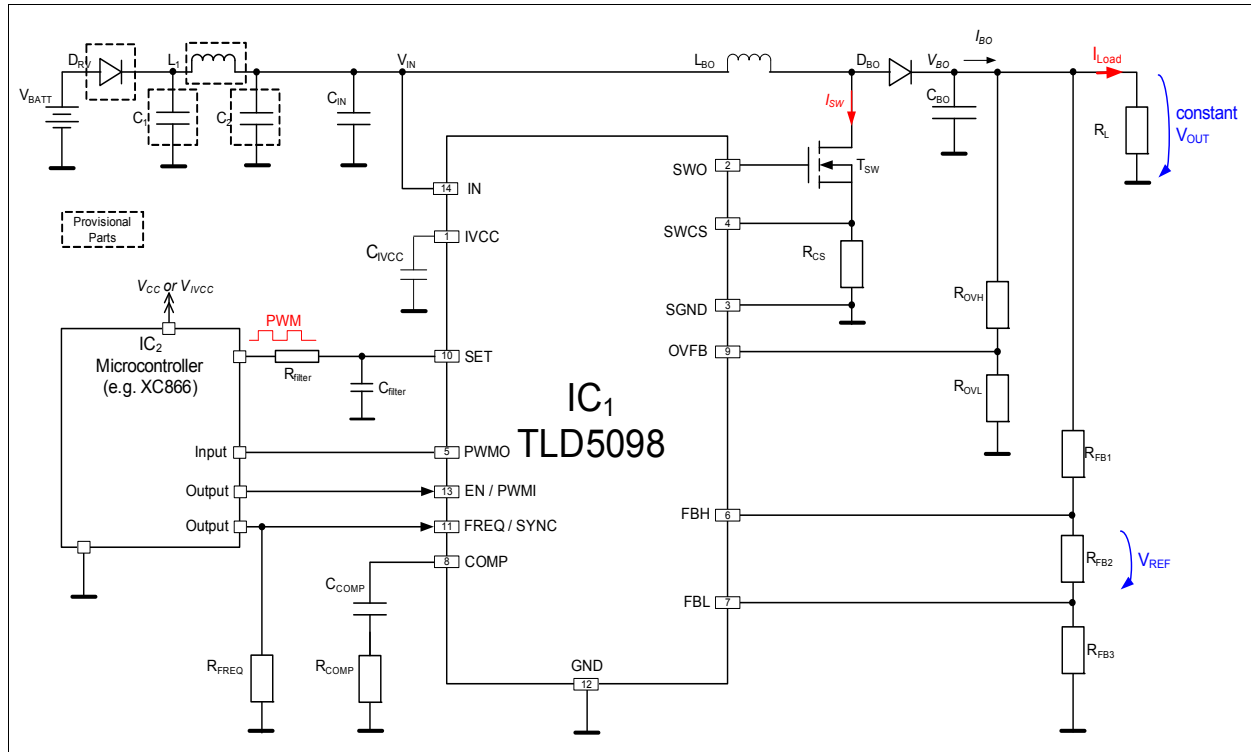 D_RV
L_1
V_IN
L_BO
D_BO
V_BO
I_BO
I_Load
V_BATT
C_1
C_2
C_IN
I_SW
C_BO
R_L
constant
V_OUT
SWO
2
T_SW
14
IN
SWCS
4
Provisional
Parts
1
IVCC
C_IVCC
R_CS
V_CC or V_IVCC
SGND
3
R_OVH
PWM
IC_2
Microcontroller
(e.g. XC866)
R_filter
10
SET
OVFB
9
C_filter
R_OVL
IC_1
TLD5098
Input
5
PWMO
R_FB1
Output
13
EN / PWMI
Output
11
FREQ / SYNC
FBH
6
8
COMP
R_FB2
V_REF
C_COMP
FBL
7
R_FREQ
R_COMP
GND
12
R_FB3